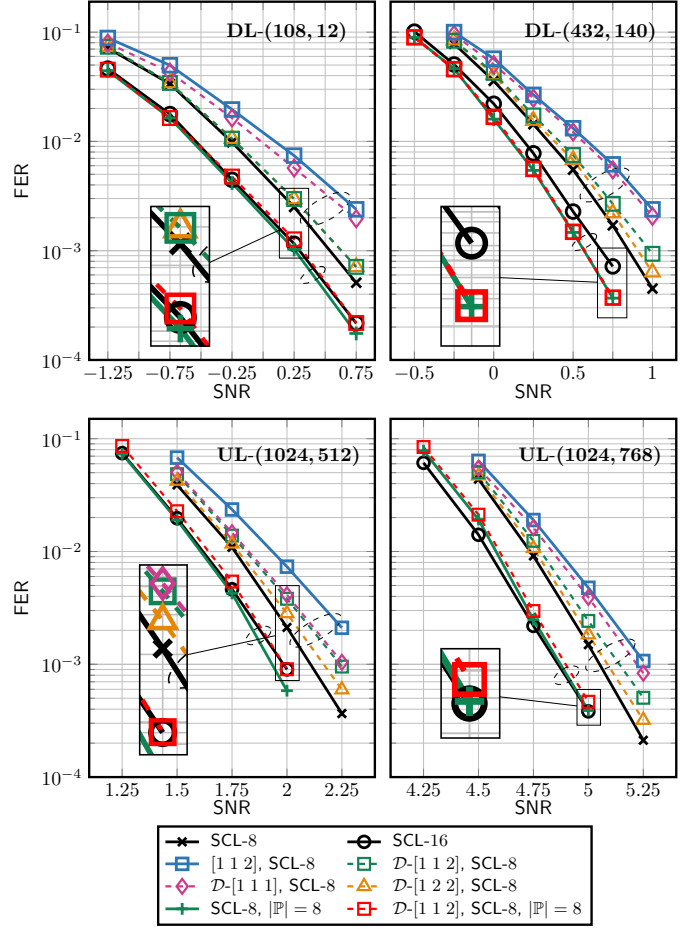 DL-(108, 12)
DL-(432, 140)
10⁻¹
10⁻²
10⁻³
10⁻⁴
FER
−1.25 −0.75 −0.25 0.25 0.75
SNR
−0.5 0 0.5 1
SNR
UL-(1024, 512)
UL-(1024, 768)
10⁻¹
10⁻²
10⁻³
10⁻⁴
FER
1.25 1.5 1.75 2 2.25
SNR
4.25 4.5 4.75 5 5.25
SNR
SCL-8
SCL-16
[1 1 2], SCL-8
𝒟-[1 1 2], SCL-8
𝒟-[1 1 1], SCL-8
𝒟-[1 2 2], SCL-8
SCL-8, |ℙ| = 8
𝒟-[1 1 2], SCL-8, |ℙ| = 8